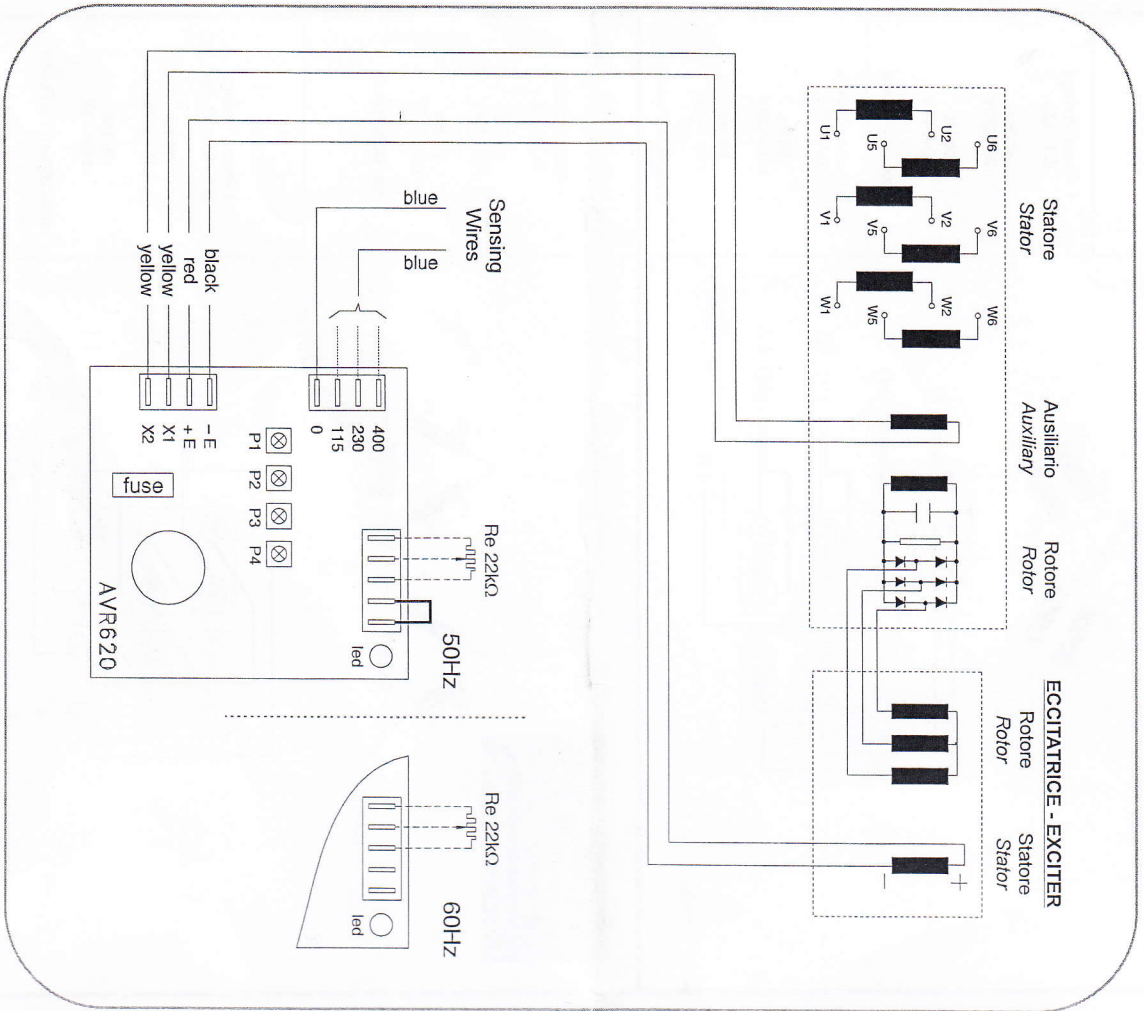 ECCITATRICE - EXCITER
Statore
Stator
Ausiliario
Auxiliary
Rotore
Rotor
Rotore
Rotor
Statore
Stator
U6
U2
U5
U1
V6
V2
V5
V1
W6
W2
W5
W1
+
-
Sensing
Wires
blue
blue
black
red
yellow
yellow
- E
+ E
X1
X2
400
230
115
0
P1
P2
P3
P4
fuse
AVR620
Re 22kΩ
50Hz
led
Re 22kΩ
60Hz
led